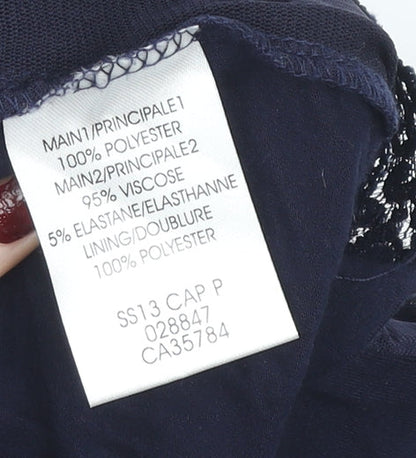 MAIN1/PRINCIPALE1
100% POLYESTER
MAIN2/PRINCIPALE2
95% VISCOSE
5% ELASTANE/ELASTHANNE
LINING/DOUBLURE
100% POLYESTER
SS13 CAP P
028847
CA35784